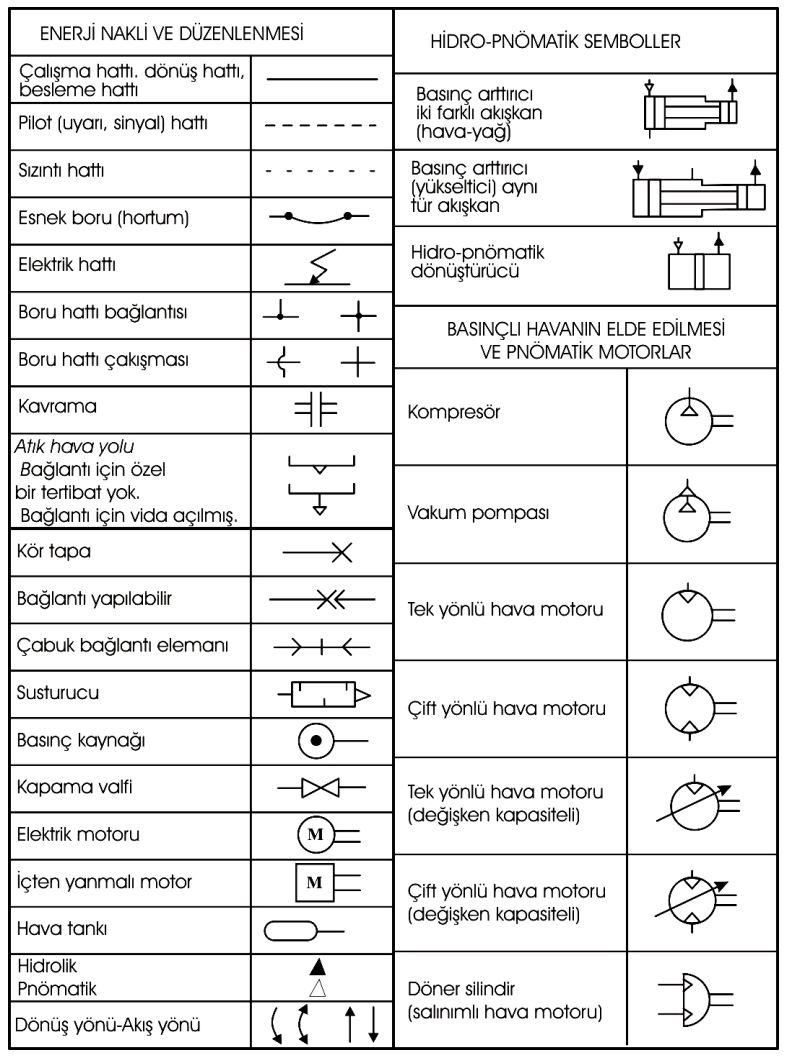 ENERJİ NAKLİ VE DÜZENLENMESİ
Çalışma hattı. dönüş hattı,
besleme hattı
Pilot (uyarı, sinyal) hattı
Sızıntı hattı
Esnek boru (hortum)
Elektrik hattı
Boru hattı bağlantısı
Boru hattı çakışması
Kavrama
Atık hava yolu
Bağlantı için özel
bir tertibat yok.
Bağlantı için vida açılmış.
Kör tapa
Bağlantı yapılabilir
Çabuk bağlantı elemanı
Susturucu
Basınç kaynağı
Kapama valfi
Elektrik motoru
M
İçten yanmalı motor
M
Hava tankı
Hidrolik
Pnömatik
Dönüş yönü-Akış yönü
HİDRO-PNÖMATİK SEMBOLLER
Basınç arttırıcı
iki farklı akışkan
(hava-yağ)
Basınç arttırıcı
(yükseltici) aynı
tür akışkan
Hidro-pnömatik
dönüştürücü
BASINÇLI HAVANIN ELDE EDİLMESİ
VE PNÖMATİK MOTORLAR
Kompresör
Vakum pompası
Tek yönlü hava motoru
Çift yönlü hava motoru
Tek yönlü hava motoru
(değişken kapasiteli)
Çift yönlü hava motoru
(değişken kapasiteli)
Döner silindir
(salınımlı hava motoru)